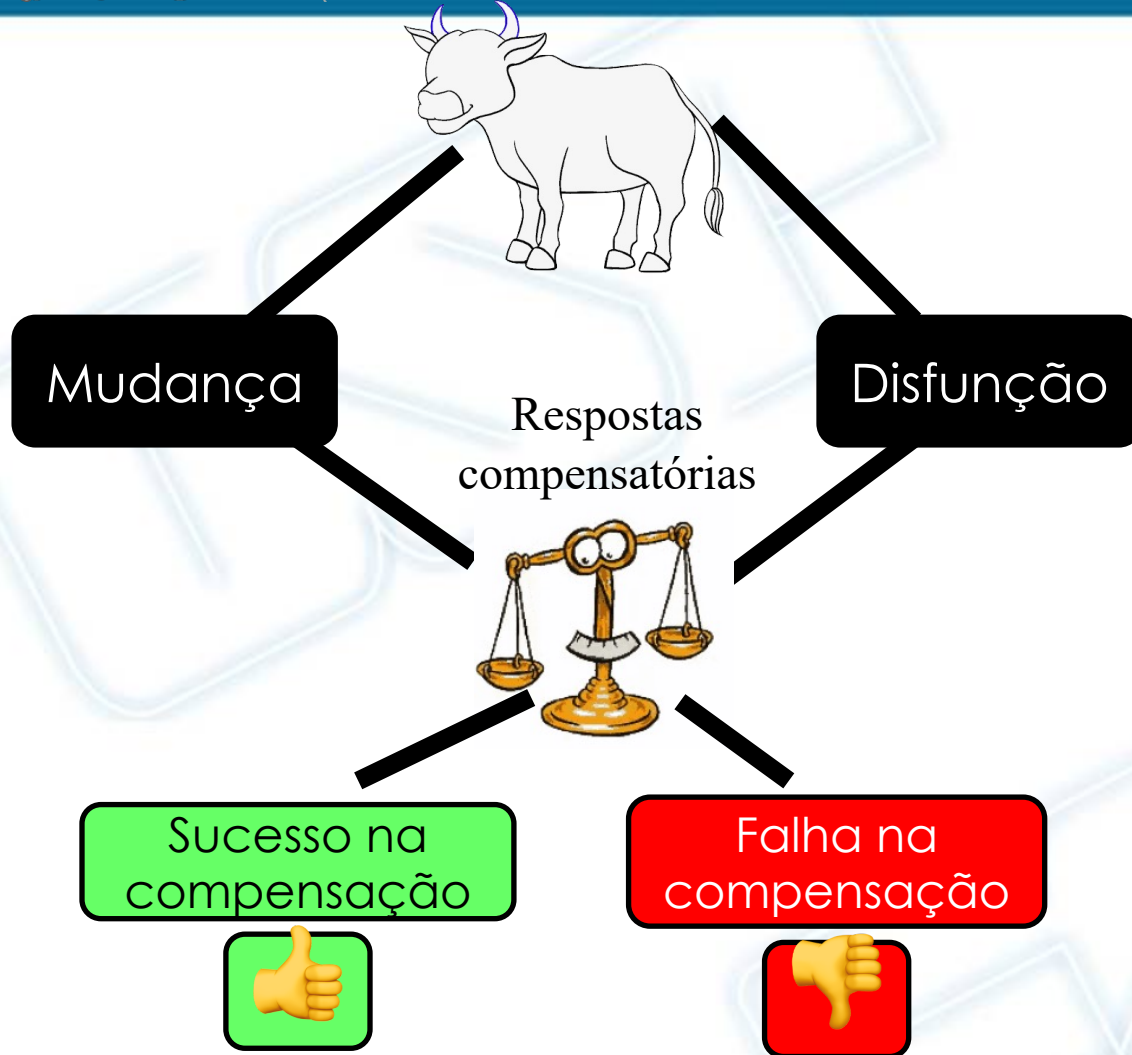 Mudança
Disfunção
Respostas
compensatórias
Sucesso na
compensação
Falha na
compensação